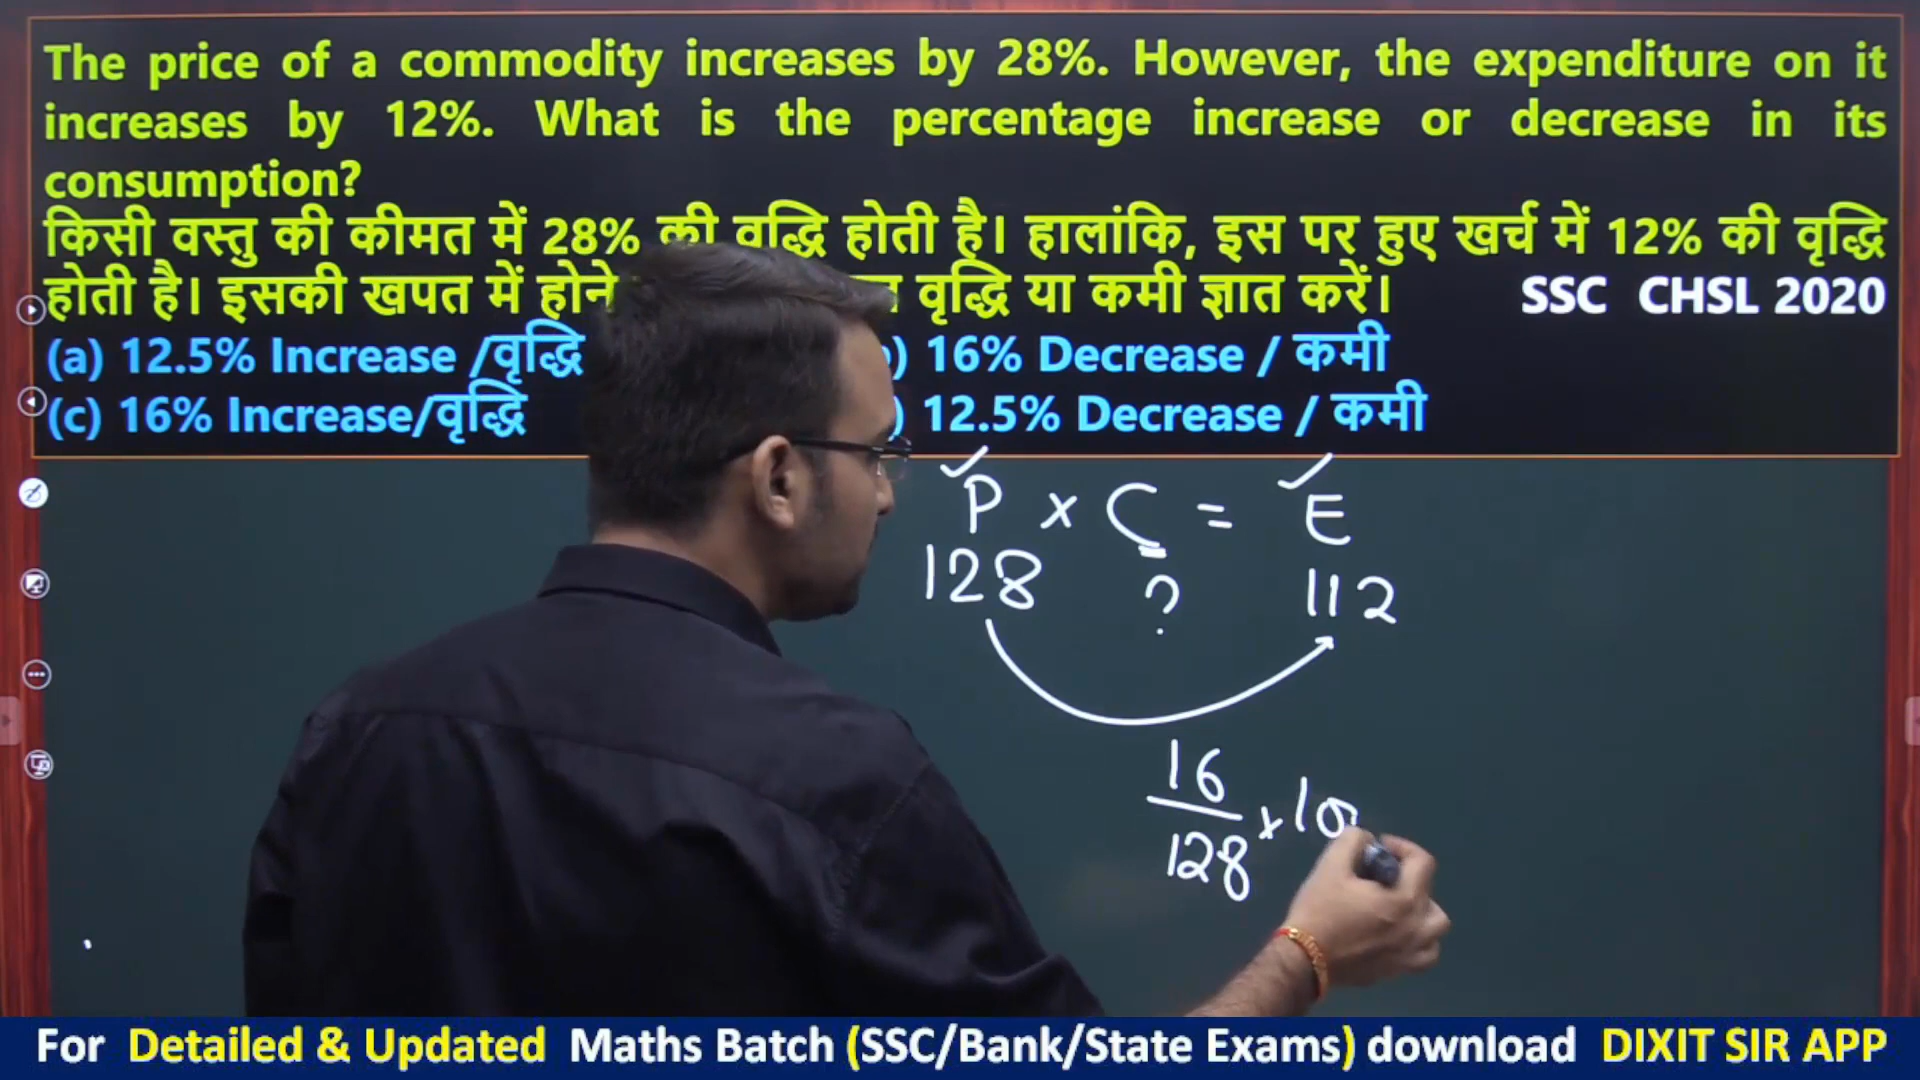 The price of a commodity increases by 28%. However, the expenditure on it
increases by 12%. What is the percentage increase or decrease in its
consumption?
किसी वस्तु की कीमत में 28% की वृद्धि होती है। हालांकि, इस पर हुए खर्च में 12% की वृद्धि
होती है। इसकी खपत में होने वृद्धि या कमी ज्ञात करें। SSC CHSL 2020
(a) 12.5% Increase /वृद्धि ) 16% Decrease / कमी
(c) 16% Increase/वृद्धि ) 12.5% Decrease / कमी
P × C = E
128 ? 112
16
128 × 10
For Detailed & Updated Maths Batch (SSC/Bank/State Exams) download DIXIT SIR APP